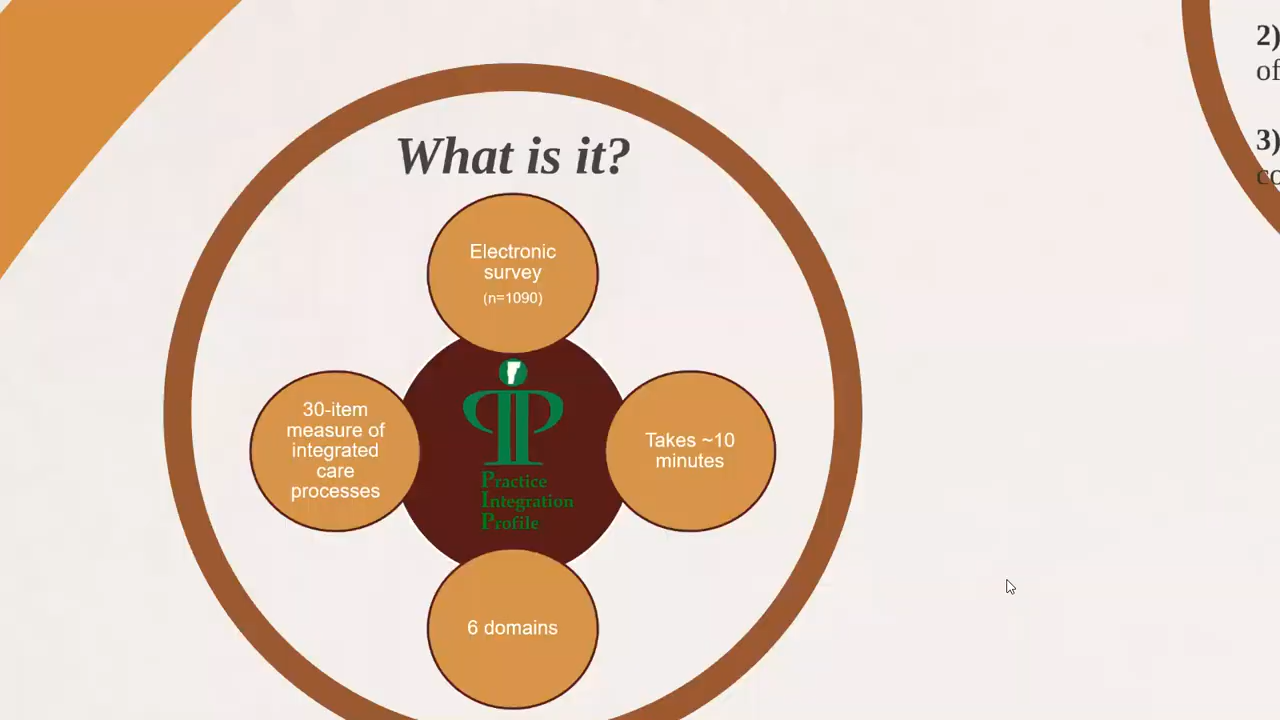 What is it?
Electronic
survey
(n=1090)
30-item
measure of
integrated
care
processes
Practice
Integration
Profile
Takes ~10
minutes
6 domains
2)
of
3)
co